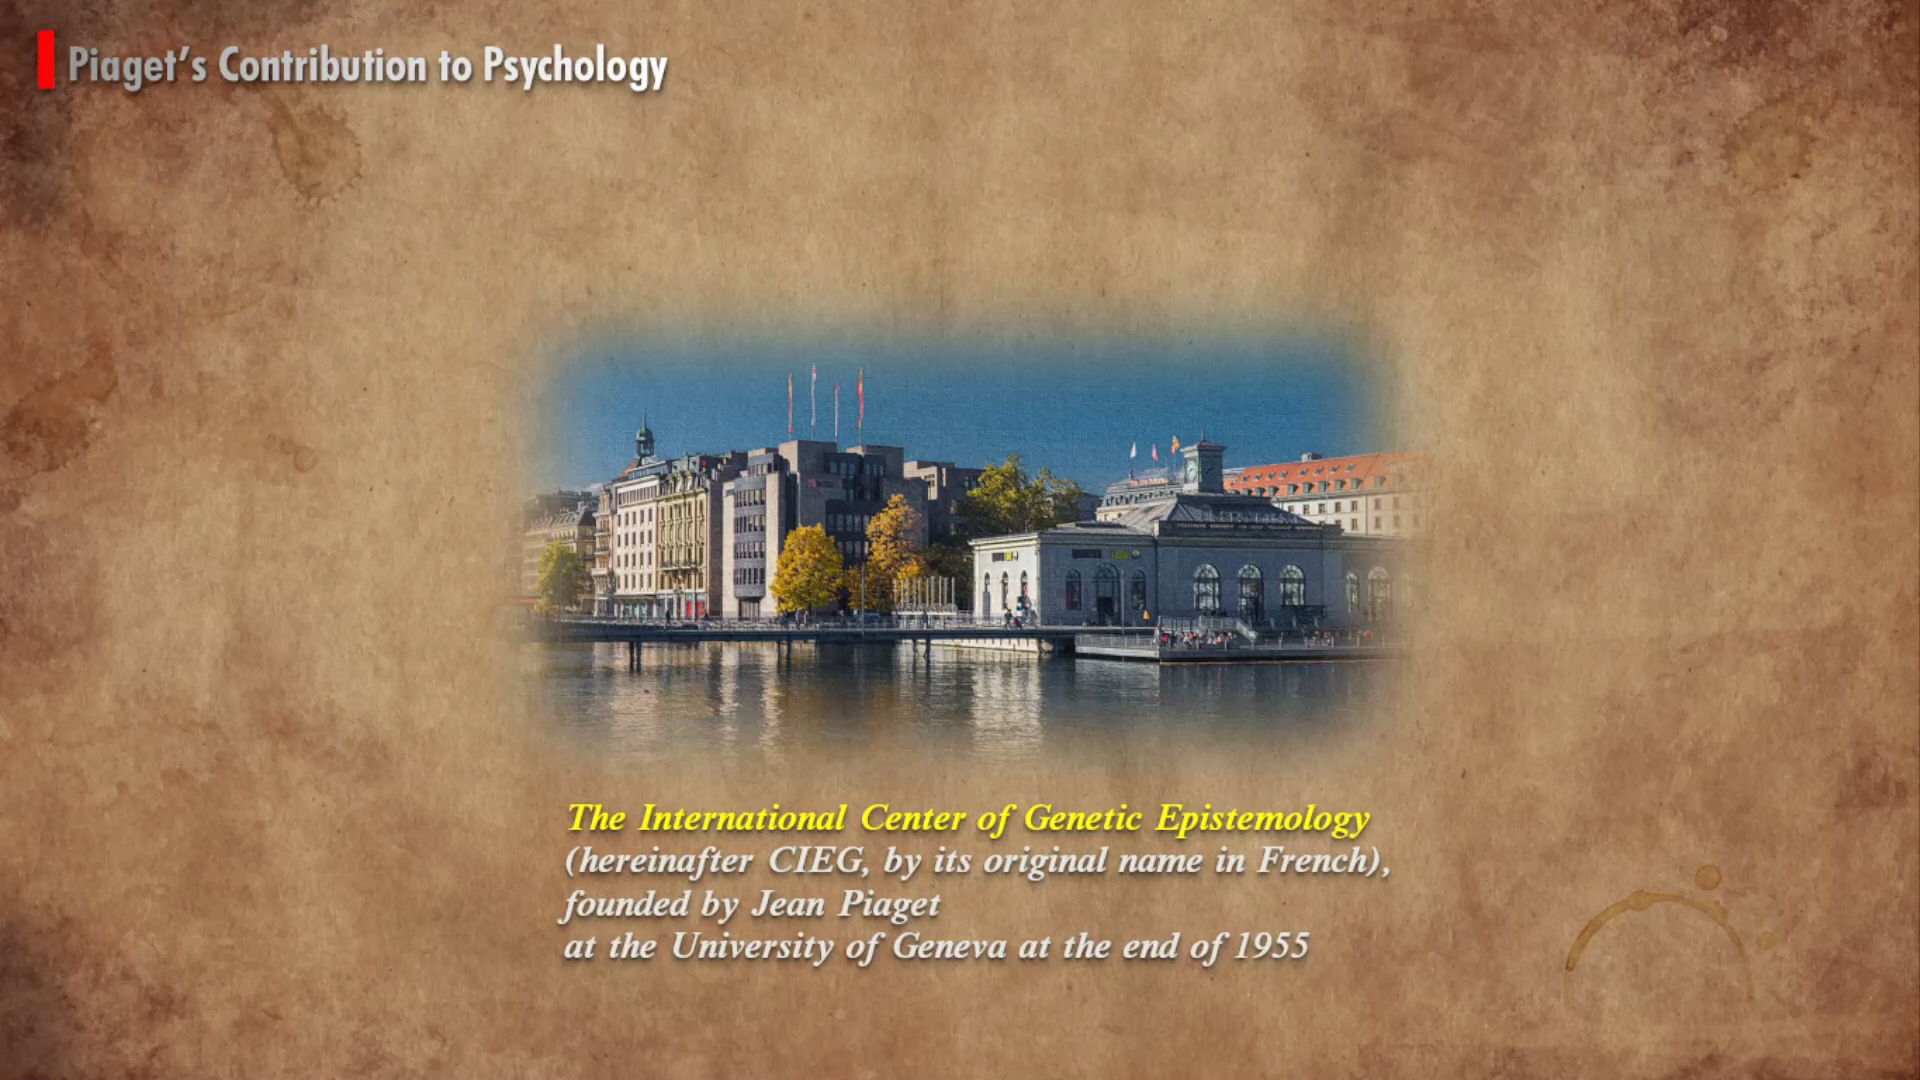 Piaget’s Contribution to Psychology
The International Center of Genetic Epistemology
(hereinafter CIEG, by its original name in French),
founded by Jean Piaget
at the University of Geneva at the end of 1955